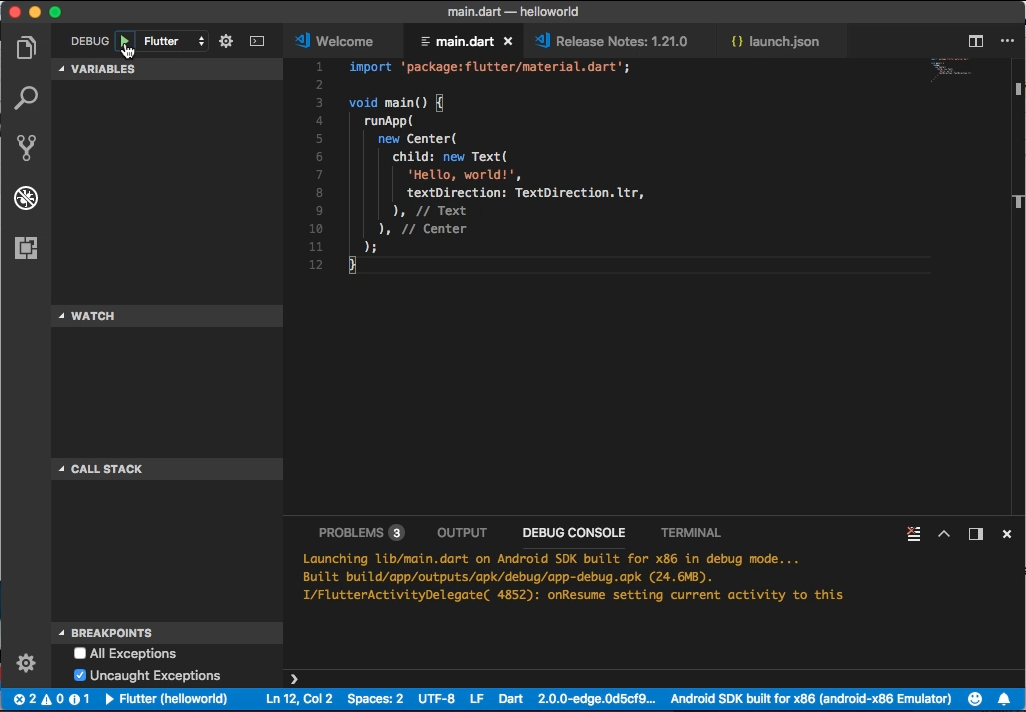 main.dart — helloworld
DEBUG Flutter
Welcome main.dart Release Notes: 1.21.0 {} launch.json
VARIABLES
WATCH
CALL STACK
BREAKPOINTS
All Exceptions
Uncaught Exceptions
1 import 'package:flutter/material.dart';
2
3 void main() {
4 runApp(
5 new Center(
6 child: new Text(
7 'Hello, world!',
8 textDirection: TextDirection.ltr,
9 ), // Text
10 ), // Center
11 );
12 }
PROBLEMS 3 OUTPUT DEBUG CONSOLE TERMINAL
Launching lib/main.dart on Android SDK built for x86 in debug mode...
Built build/app/outputs/apk/debug/app-debug.apk (24.6MB).
I/FlutterActivityDelegate( 4852): onResume setting current activity to this
2 0 1 Flutter (helloworld) Ln 12, Col 2 Spaces: 2 UTF-8 LF Dart 2.0.0-edge.0d5cf9... Android SDK built for x86 (android-x86 Emulator)